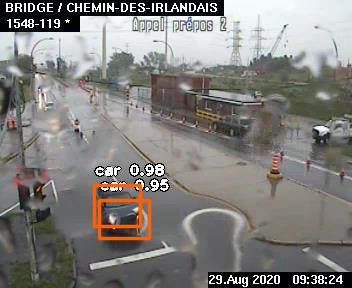 BRIDGE / CHEMIN-DES-IRLANDAIS
1548-119 *
Appel prépos 2
car 0.98
car 0.95
29.Aug 2020 09:38:24